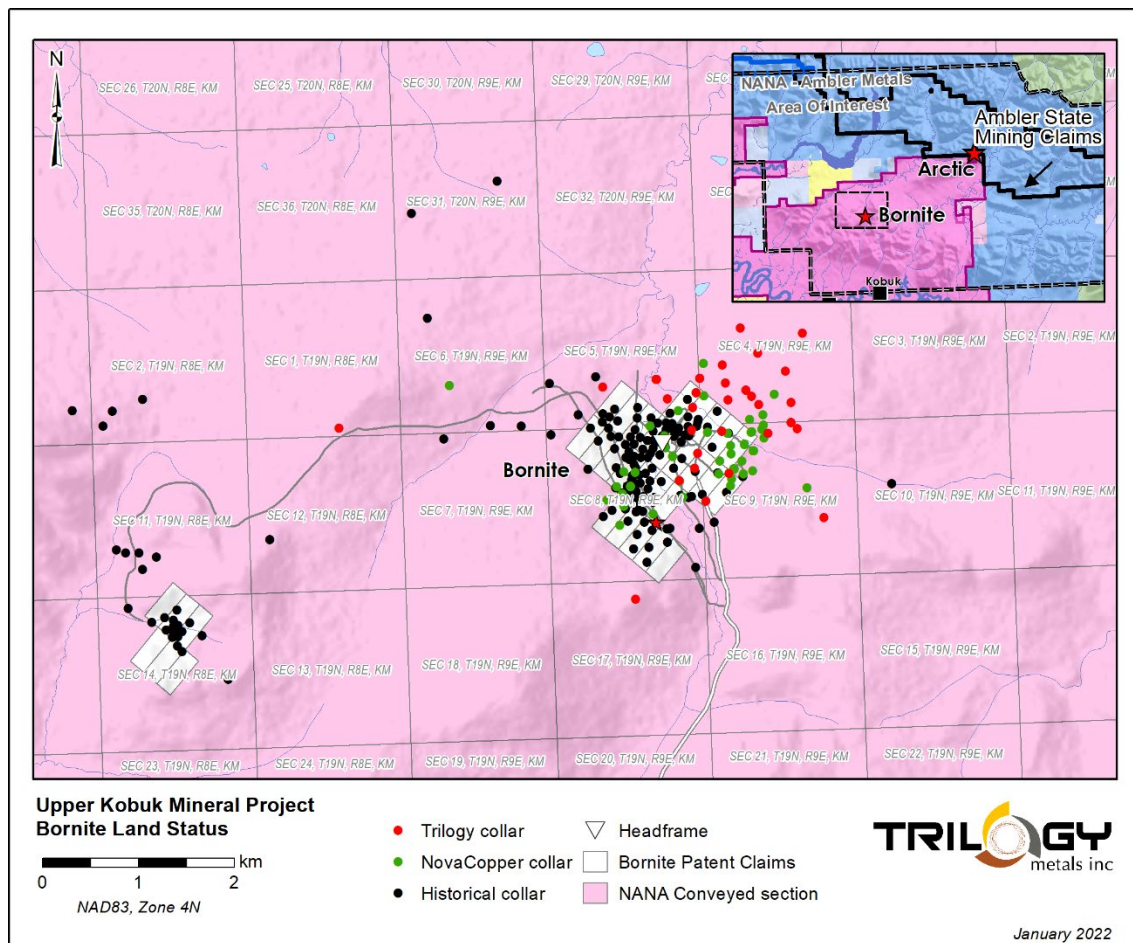 N
SEC 26, T20N, R8E, KM
SEC 25, T20N, R8E, KM
SEC 30, T20N, R9E, KM
SEC 29, T20N, R9E, KM
SEC 35, T20N, R8E, KM
SEC 36, T20N, R8E, KM
SEC 31, T20N, R9E, KM
SEC 32, T20N, R9E, KM
NANA - Ambler Metals
Area Of Interest
Ambler State
Mining Claims
Arctic
Bornite
Kobuk
SEC 2, T19N, R8E, KM
SEC 1, T19N, R8E, KM
SEC 6, T19N, R9E, KM
SEC 5, T19N, R9E, KM
SEC 4, T19N, R9E, KM
SEC 3, T19N, R9E, KM
SEC 2, T19N, R9E, KM
Bornite
SEC 11, T19N, R8E, KM
SEC 12, T19N, R8E, KM
SEC 7, T19N, R9E, KM
SEC 8, T19N, R9E, KM
SEC 9, T19N, R9E, KM
SEC 10, T19N, R9E, KM
SEC 11, T19N, R9E, KM
SEC 14, T19N, R8E, KM
SEC 13, T19N, R8E, KM
SEC 18, T19N, R9E, KM
SEC 17, T19N, R9E, KM
SEC 16, T19N, R9E, KM
SEC 15, T19N, R9E, KM
SEC 23, T19N, R8E, KM
SEC 24, T19N, R8E, KM
SEC 19, T19N, R9E, KM
SEC 20, T19N, R9E, KM
SEC 21, T19N, R9E, KM
SEC 22, T19N, R9E, KM
Upper Kobuk Mineral Project
Bornite Land Status
km
0 1 2
NAD83, Zone 4N
Trilogy collar
NovaCopper collar
Historical collar
Headframe
Bornite Patent Claims
NANA Conveyed section
TRILOGY
metals inc
January 2022